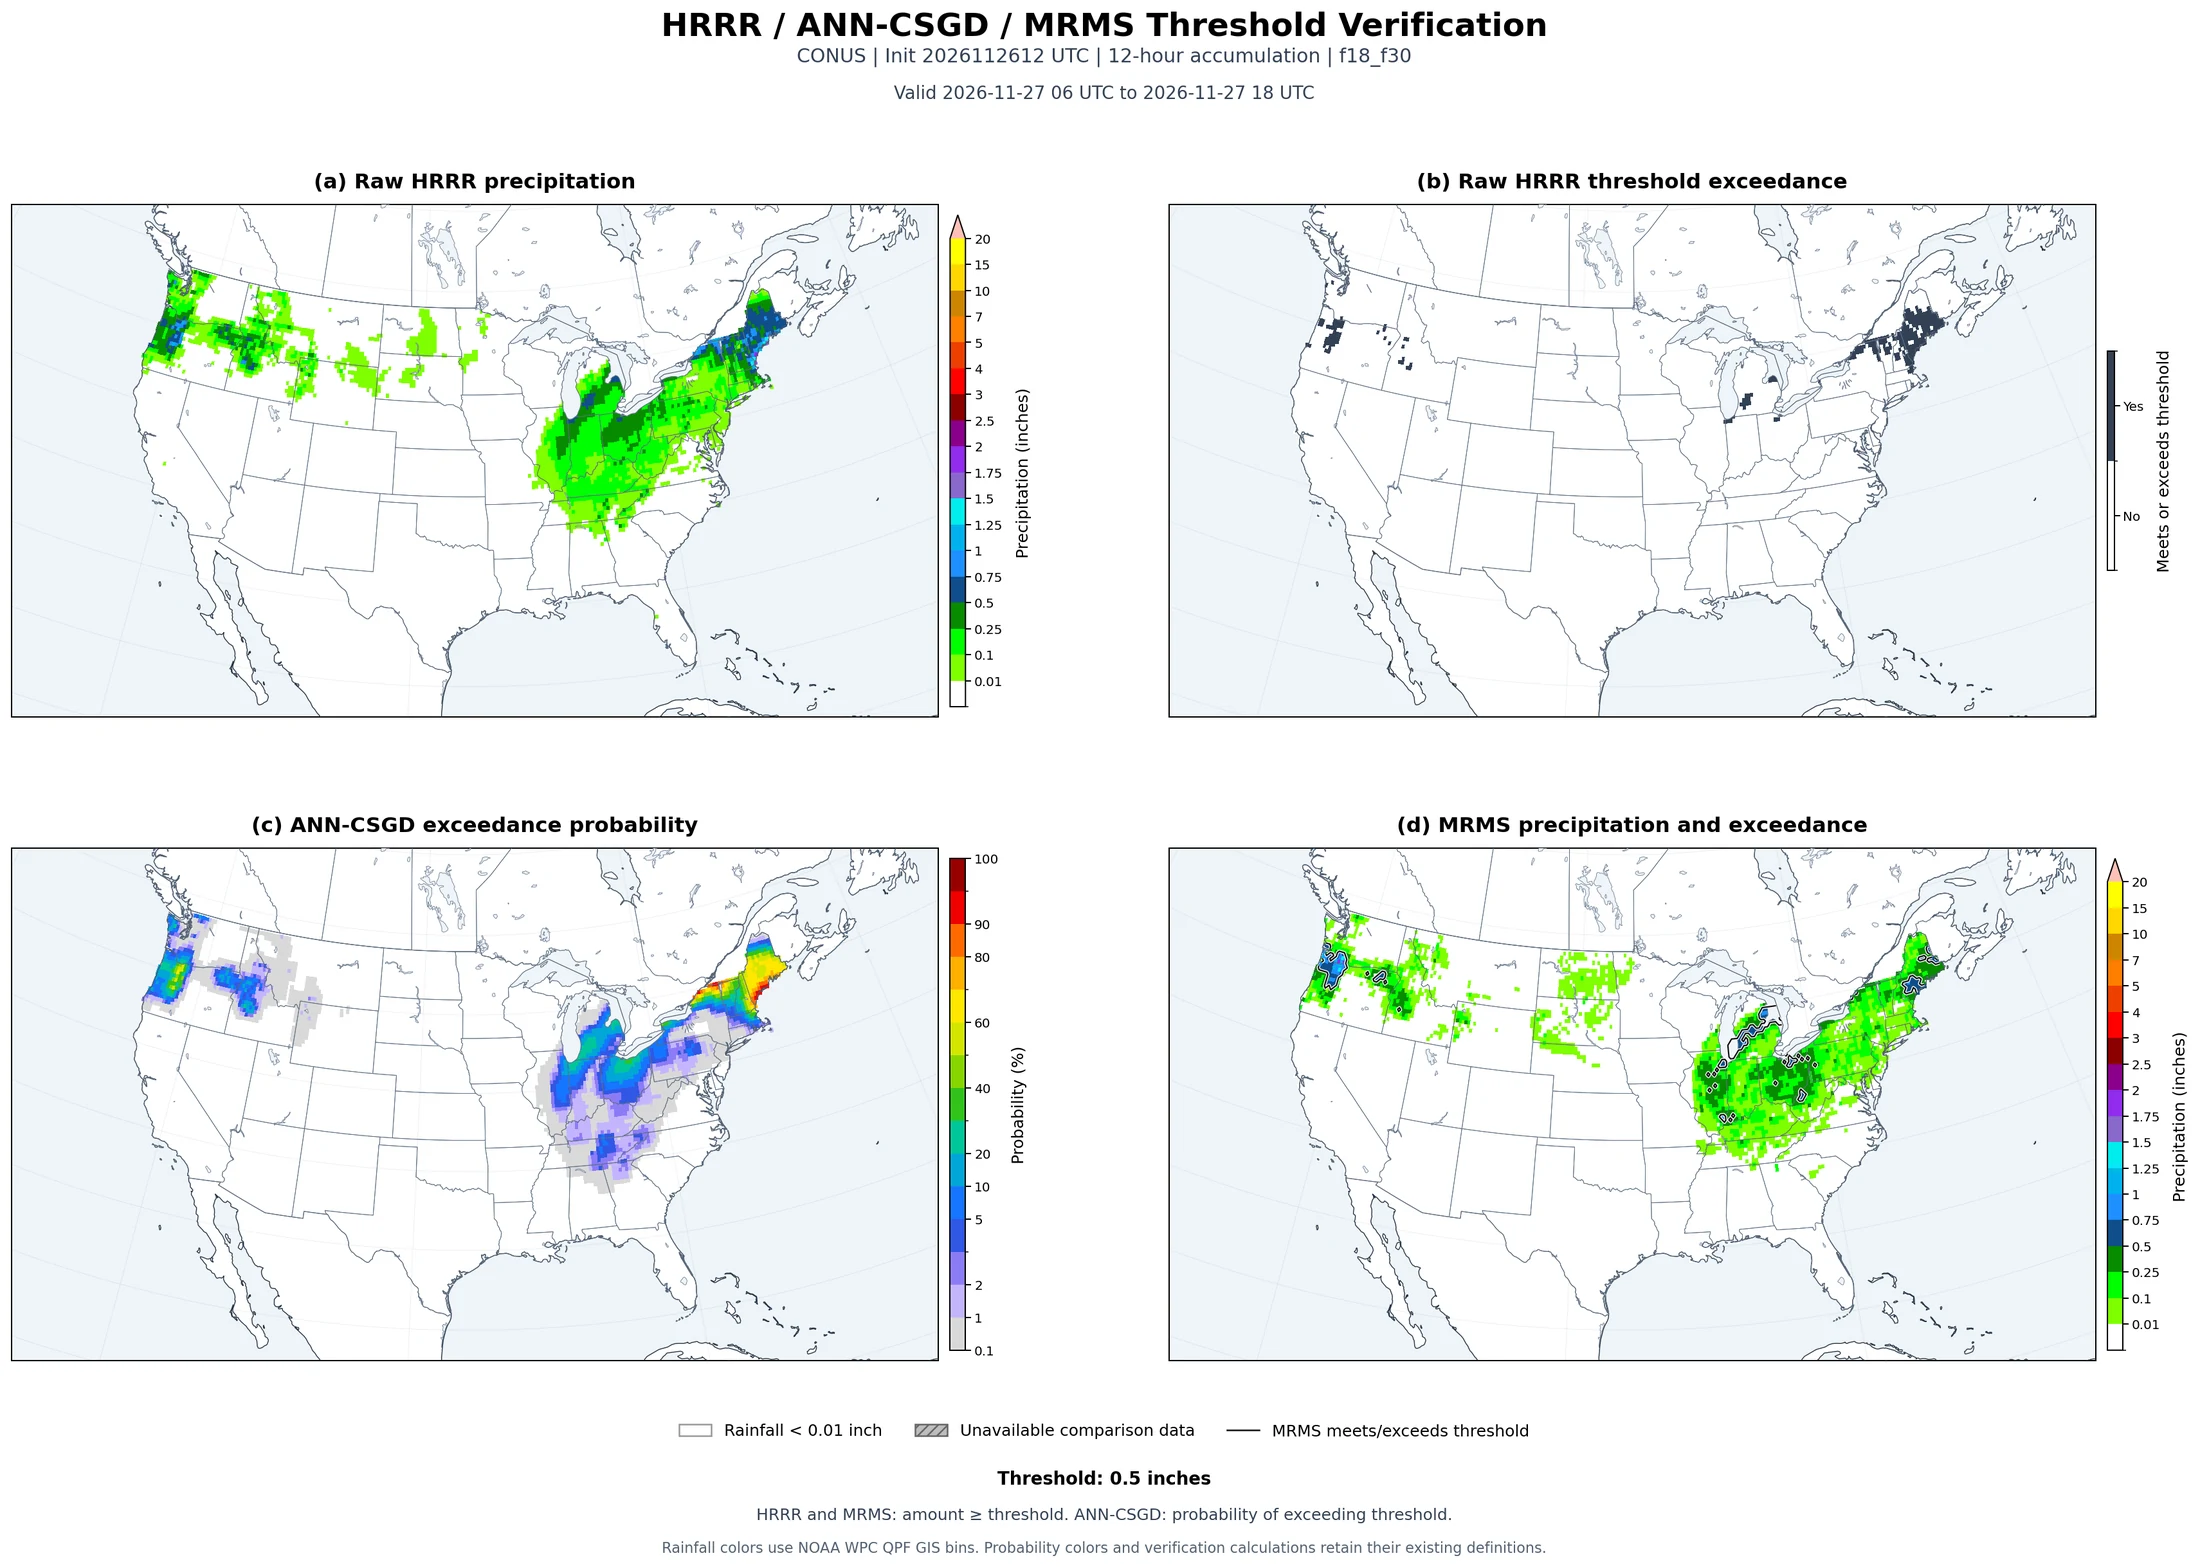 HRRR / ANN-CSGD / MRMS Threshold Verification
CONUS | Init 2026112612 UTC | 12-hour accumulation | f18_f30
Valid 2026-11-27 06 UTC to 2026-11-27 18 UTC
(a) Raw HRRR precipitation
20
15
10
7
5
4
3
2.5
2
1.75
1.5
1.25
1
0.75
0.5
0.25
0.1
0.01
Precipitation (inches)
(b) Raw HRRR threshold exceedance
Yes
No
Meets or exceeds threshold
(c) ANN-CSGD exceedance probability
100
90
80
60
40
20
10
5
2
1
0.1
Probability (%)
(d) MRMS precipitation and exceedance
20
15
10
7
5
4
3
2.5
2
1.75
1.5
1.25
1
0.75
0.5
0.25
0.1
0.01
Precipitation (inches)
Rainfall < 0.01 inch
Unavailable comparison data
MRMS meets/exceeds threshold
Threshold: 0.5 inches
HRRR and MRMS: amount ≥ threshold. ANN-CSGD: probability of exceeding threshold.
Rainfall colors use NOAA WPC QPF GIS bins. Probability colors and verification calculations retain their existing definitions.